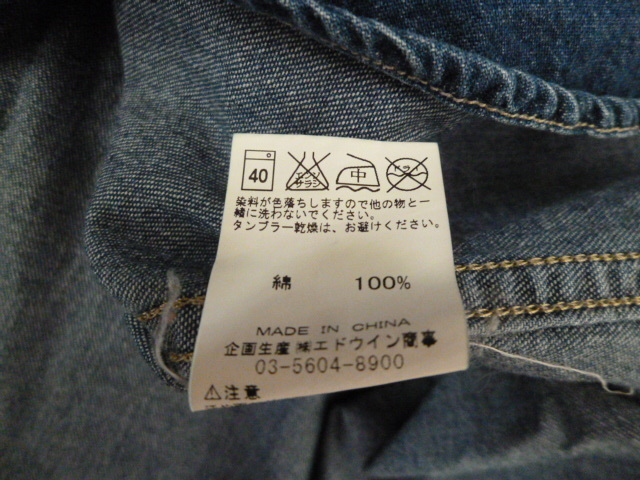 40 エンソサラシ 中 ドライ
染料が色落ちしますので他の物と一
緒に洗わないでください。
タンブラー乾燥は、お避けください。
綿 100%
MADE IN CHINA
企画生産 ㈱エドウイン商事
03-5604-8900
⚠注意